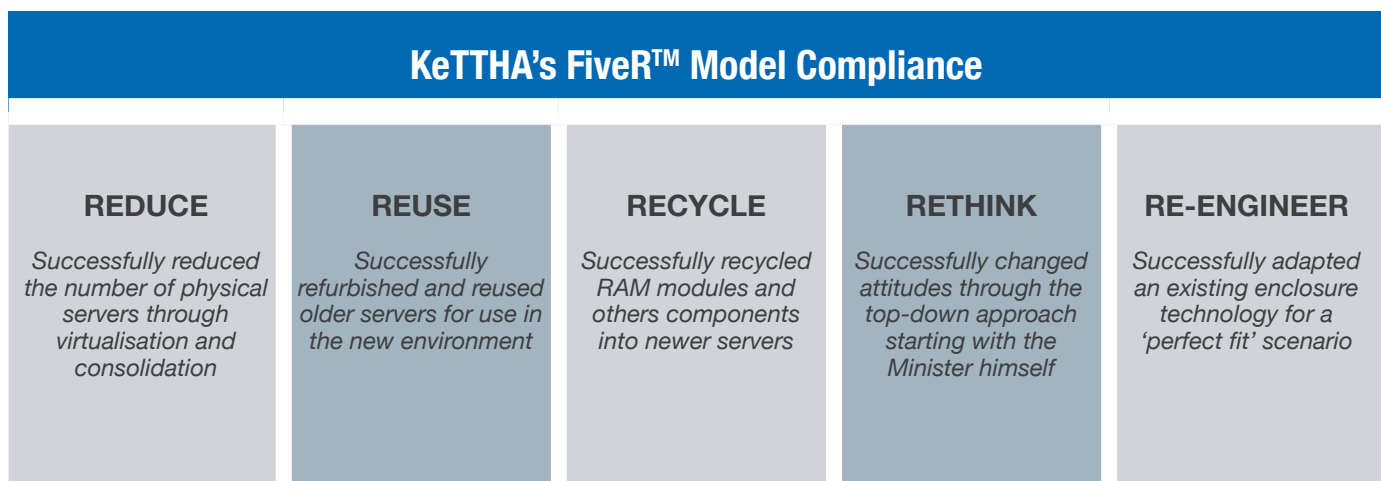 KeTTHA’s FiveR™ Model Compliance
REDUCE
Successfully reduced
the number of physical
servers through
virtualisation and
consolidation
REUSE
Successfully
refurbished and reused
older servers for use in
the new environment
RECYCLE
Successfully recycled
RAM modules and
others components
into newer servers
RETHINK
Successfully changed
attitudes through the
top-down approach
starting with the
Minister himself
RE-ENGINEER
Successfully adapted
an existing enclosure
technology for a
‘perfect fit’ scenario